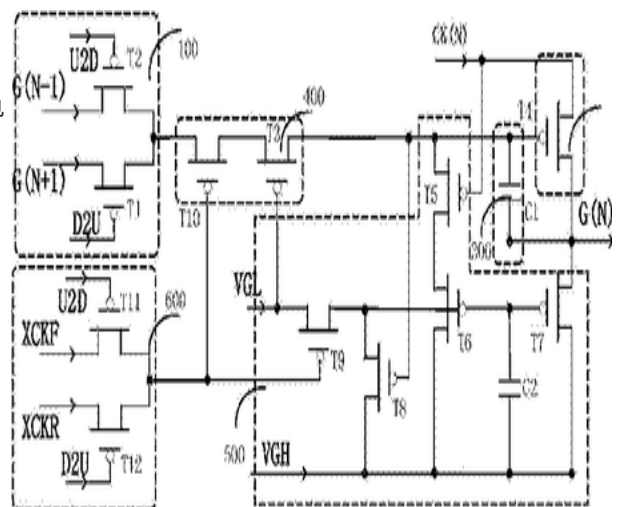 U2D
T2
100
G(N-1)
G(N+1)
T1
D2U
T10
T3
400
CK(N)
T4
T5
C1
300
G(N)
U2D
T11
600
XCKF
XCKR
D2U
T12
VGL
T9
T8
T6
T7
C2
500
VGH